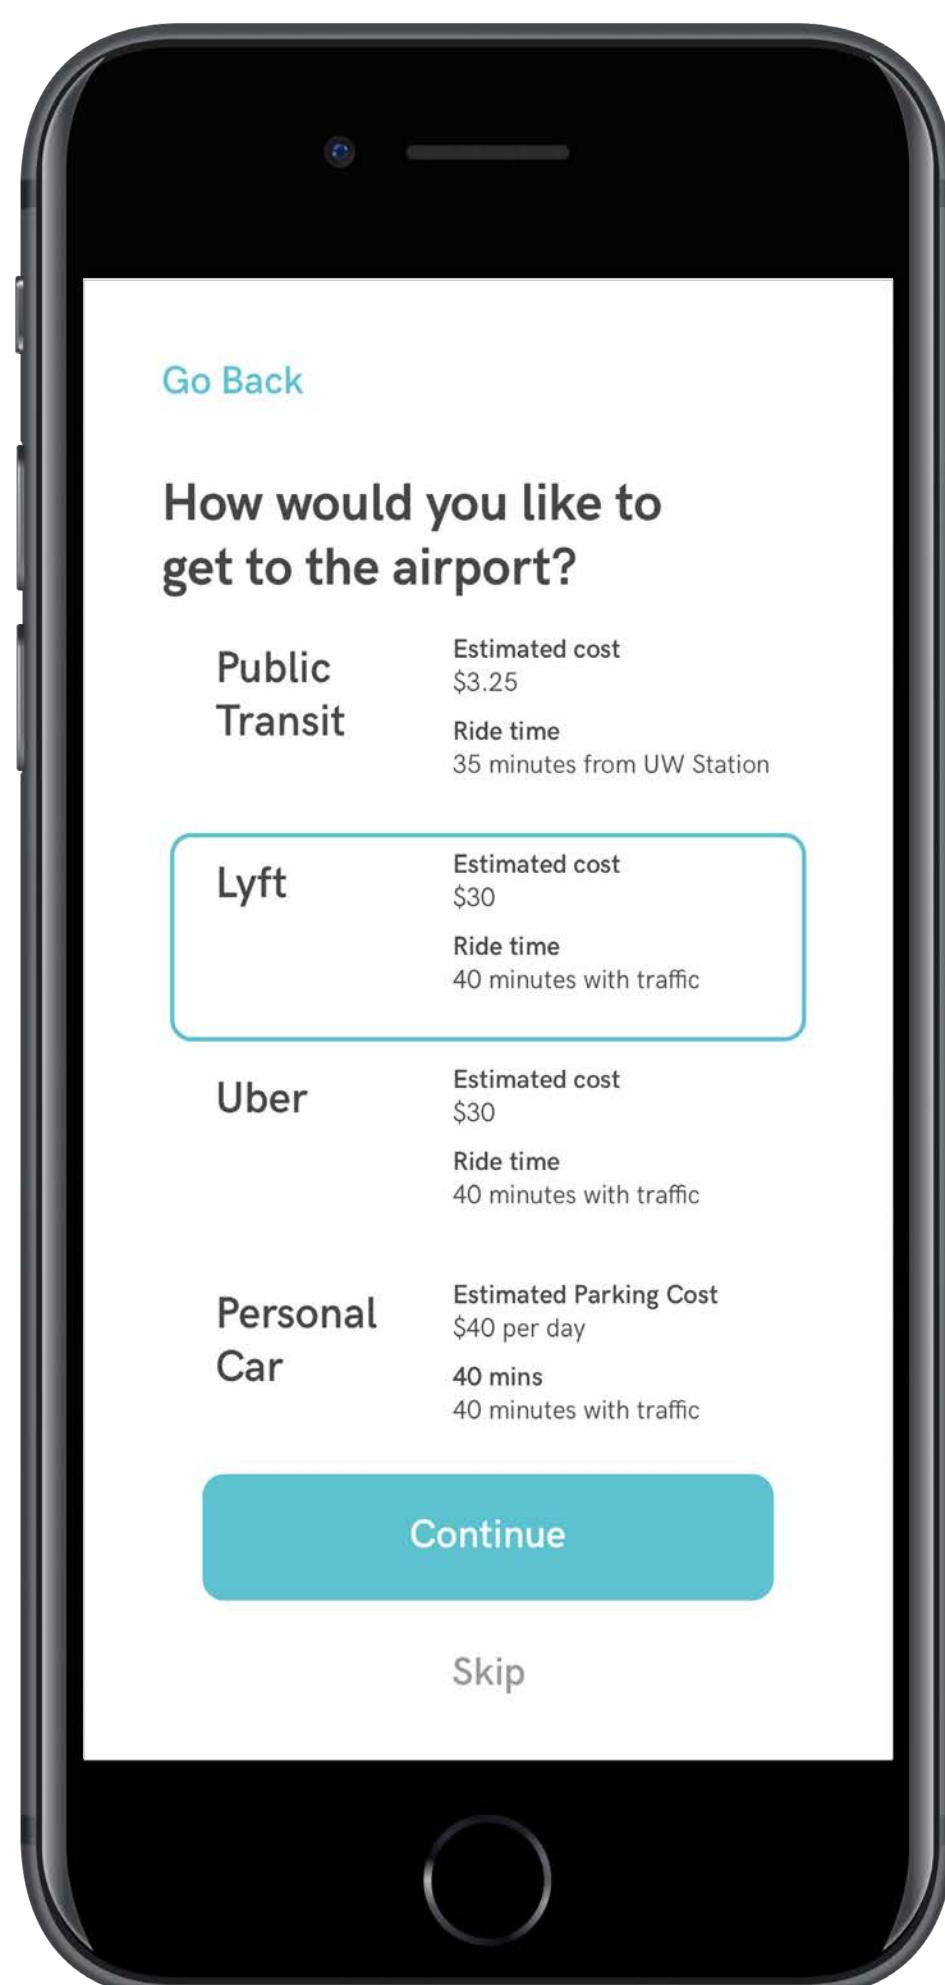 Go Back
How would you like to
get to the airport?
Public
Transit
Estimated cost
$3.25
Ride time
35 minutes from UW Station
Lyft
Estimated cost
$30
Ride time
40 minutes with traffic
Uber
Estimated cost
$30
Ride time
40 minutes with traffic
Personal
Car
Estimated Parking Cost
$40 per day
40 mins
40 minutes with traffic
Continue
Skip